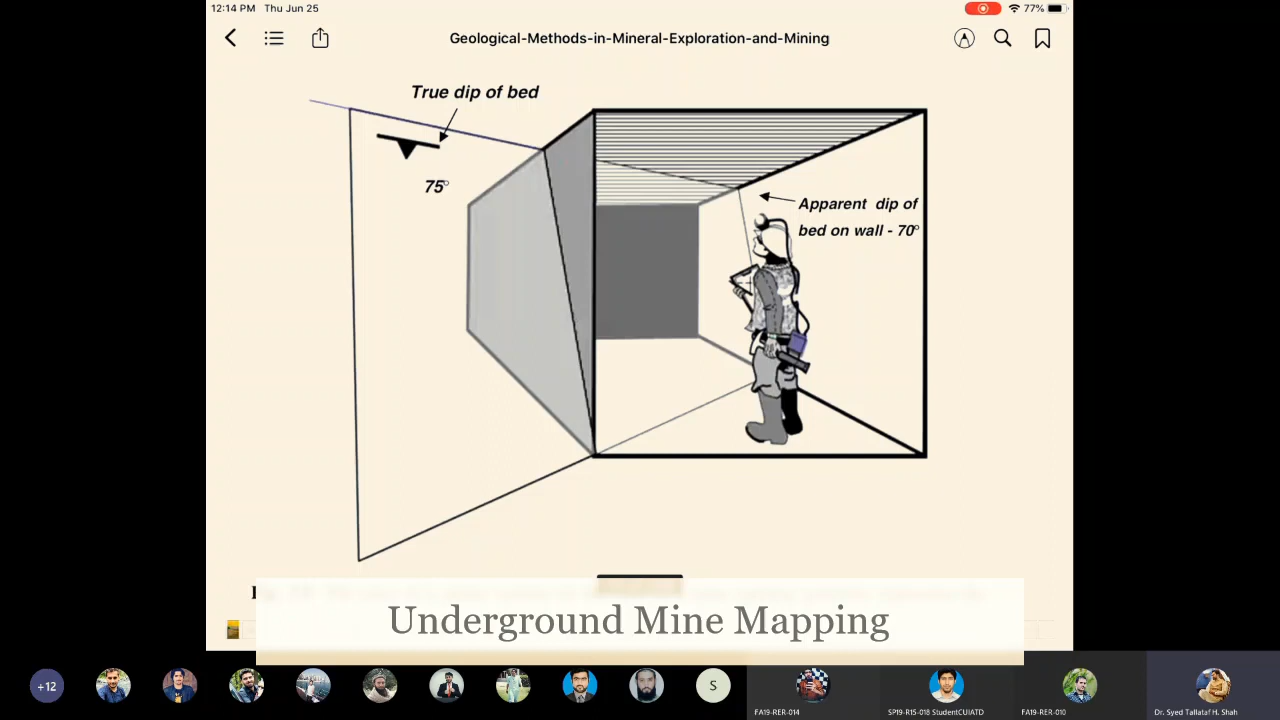 12:14 PM Thu Jun 25
77%
Geological-Methods-in-Mineral-Exploration-and-Mining
True dip of bed
75°
Apparent dip of
bed on wall - 70°
Underground Mine Mapping
+12
S
FA19-RER-014
SP19-R15-018 StudentCUIATD
FA19-RER-010
Dr. Syed Tallataf H. Shah